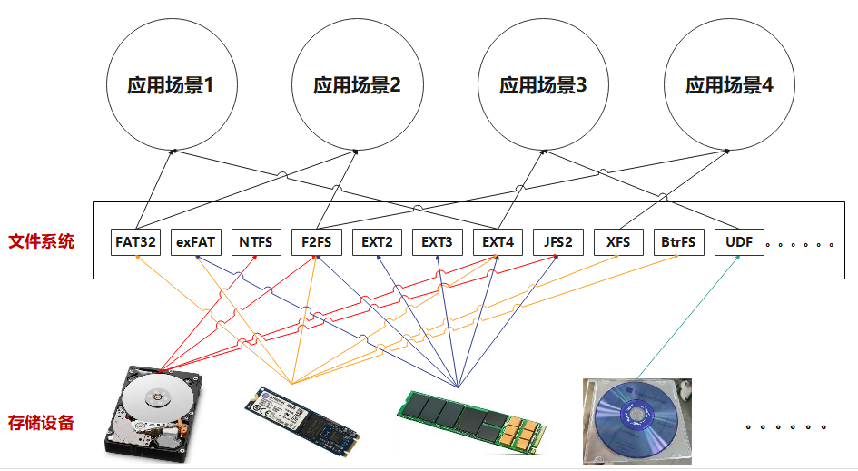 应用场景1
应用场景2
应用场景3
应用场景4
文件系统
FAT32
exFAT
NTFS
F2FS
EXT2
EXT3
EXT4
JFS2
XFS
BtrFS
UDF
。。。。。。
存储设备
。。。。。。